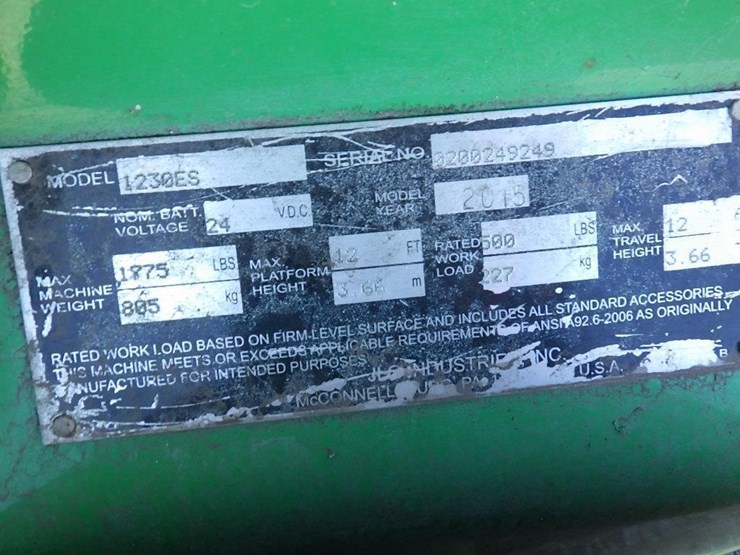 MODEL 1230ES SERIAL NO. 0200249249
NOM. BATT. VOLTAGE 24 V.D.C. MODEL YEAR 2015
MAX. MACHINE WEIGHT 1775 LBS 805 kg
MAX. PLATFORM HEIGHT 12 FT 3.66 m
RATED WORK LOAD 500 LBS 227 kg
MAX. TRAVEL HEIGHT 12 3.66
RATED WORK LOAD BASED ON FIRM-LEVEL SURFACE AND INCLUDES ALL STANDARD ACCESSORIES
THIS MACHINE MEETS OR EXCEEDS APPLICABLE REQUIREMENTS OF ANSI A92.6-2006 AS ORIGINALLY
MANUFACTURED FOR INTENDED PURPOSES
JLG INDUSTRIES, INC.
McCONNELL PA U.S.A.
B